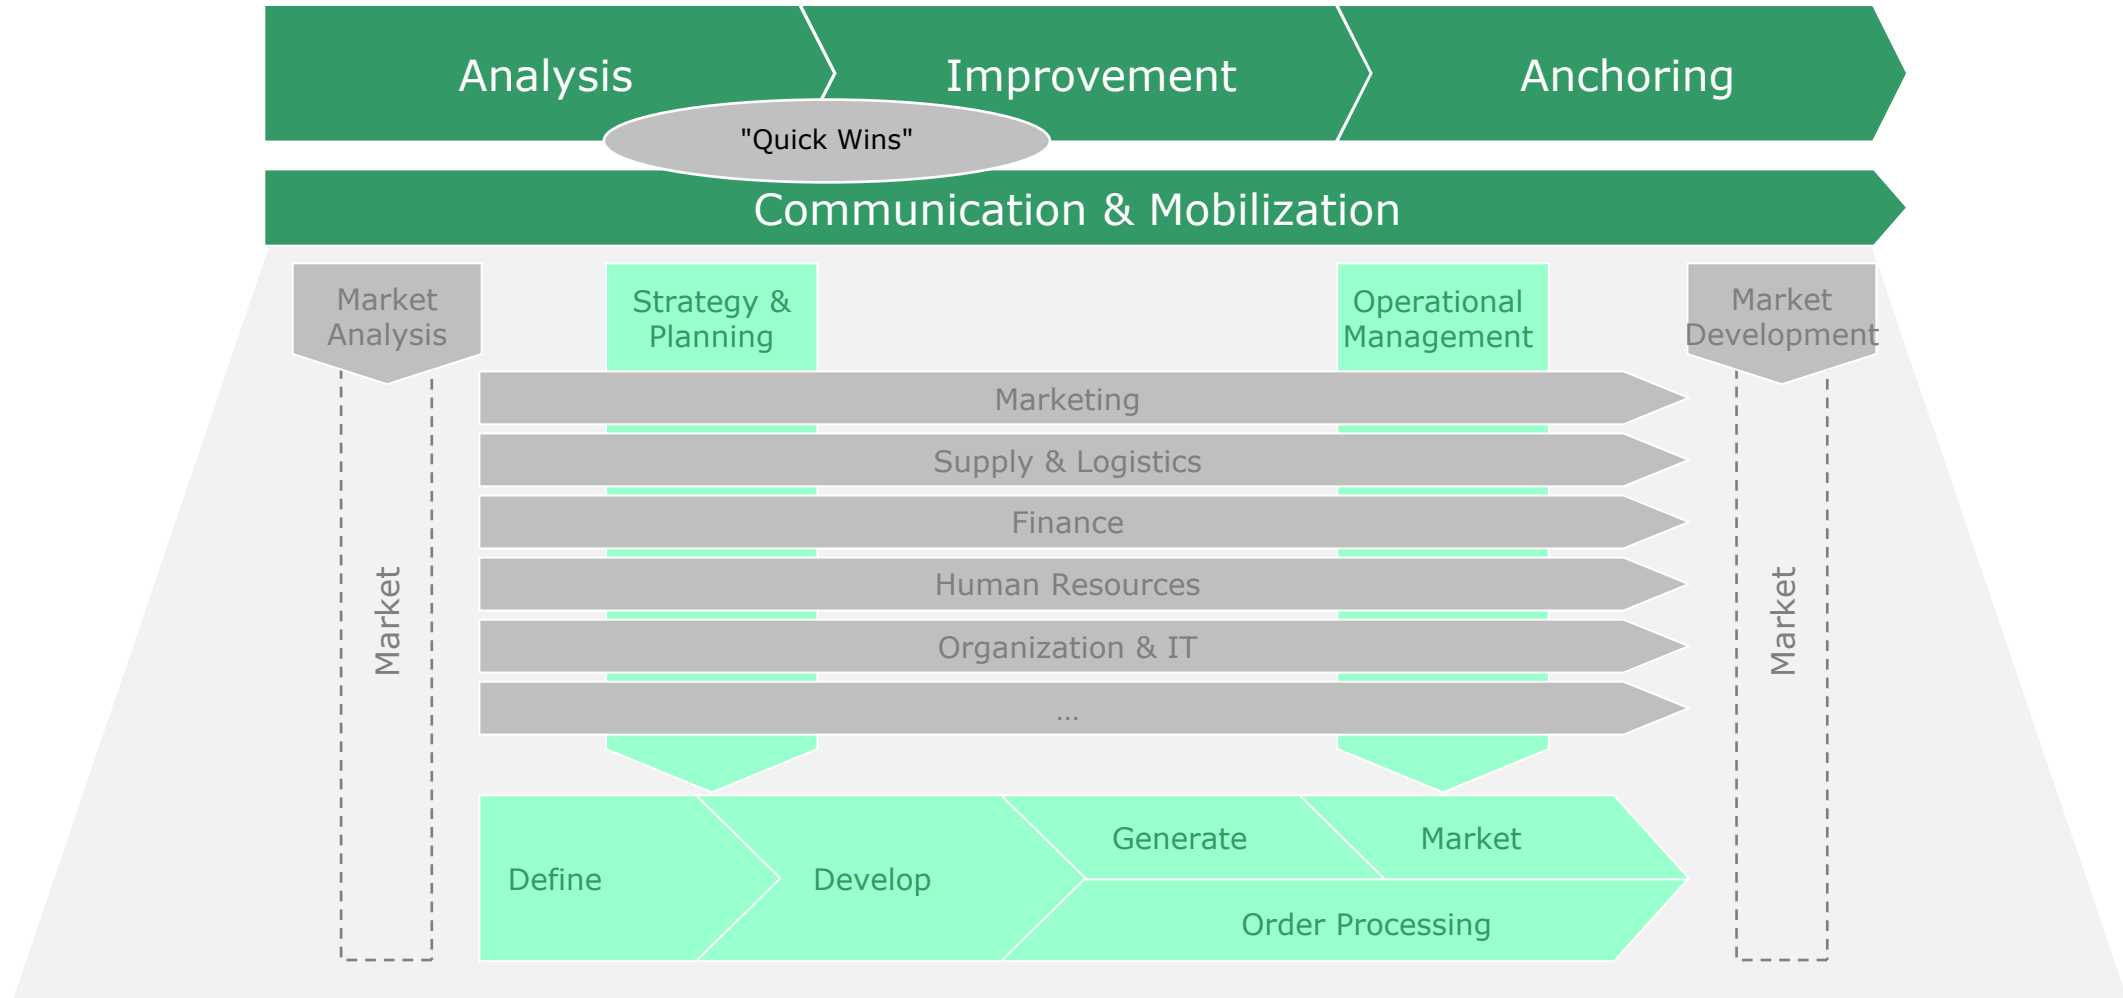 Analysis
Improvement
Anchoring
"Quick Wins"
Communication & Mobilization
Market
Analysis
Strategy &
Planning
Operational
Management
Market
Development
Marketing
Supply & Logistics
Finance
Human Resources
Organization & IT
...
Market
Market
Define
Develop
Generate
Market
Order Processing